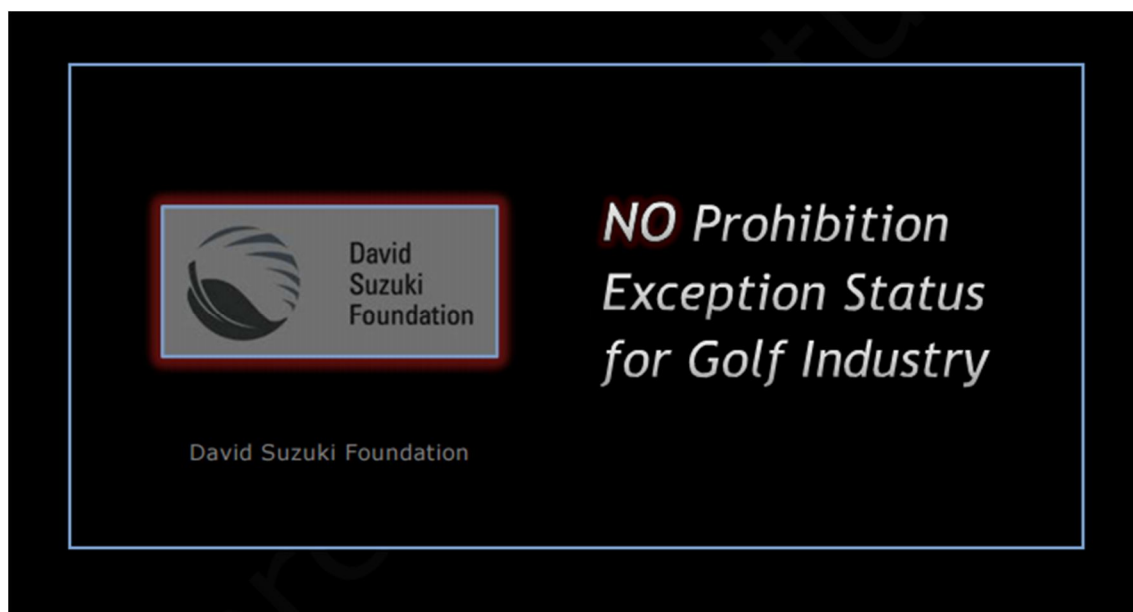 David
Suzuki
Foundation
David Suzuki Foundation
NO Prohibition
Exception Status
for Golf Industry